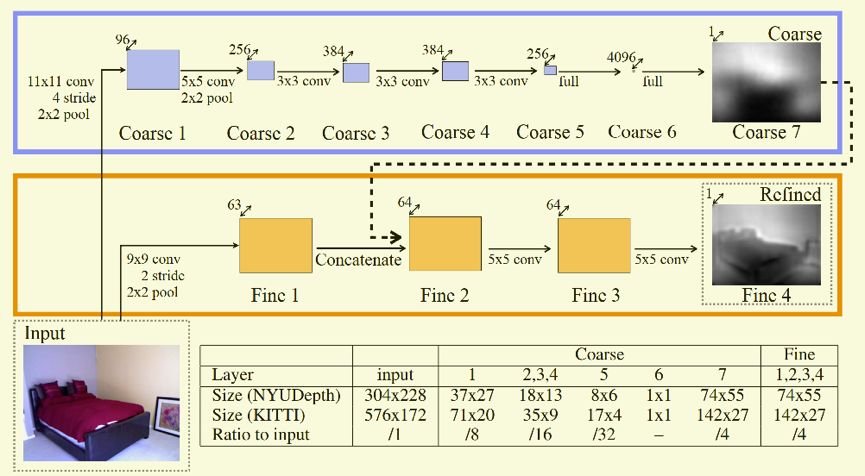 96
256
384
384
256
4096
1
Coarse
11x11 conv
4 stride
2x2 pool
5x5 conv
2x2 pool
3x3 conv
3x3 conv
3x3 conv
full
full
Coarse 1
Coarse 2
Coarse 3
Coarse 4
Coarse 5
Coarse 6
Coarse 7
63
64
64
1
Refined
9x9 conv
2 stride
2x2 pool
Concatenate
5x5 conv
5x5 conv
Fine 1
Fine 2
Fine 3
Fine 4
Input
Coarse Fine
Layer input 1 2,3,4 5 6 7 1,2,3,4
Size (NYUDepth) 304x228 37x27 18x13 8x6 1x1 74x55 74x55
Size (KITTI) 576x172 71x20 35x9 17x4 1x1 142x27 142x27
Ratio to input /1 /8 /16 /32 – /4 /4